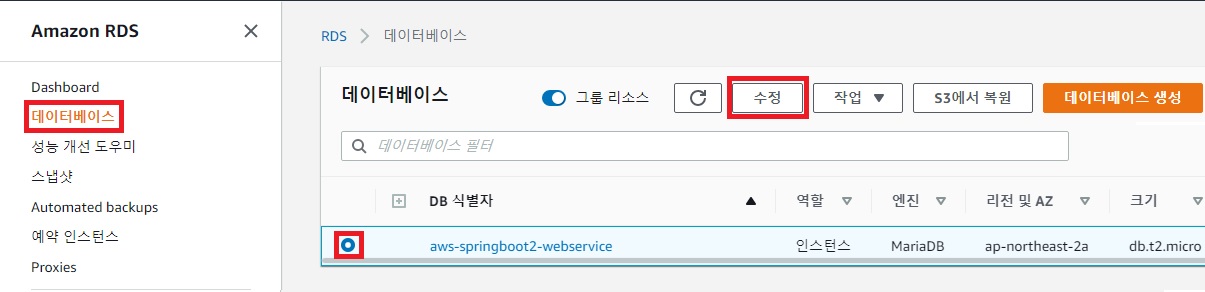 Amazon RDS
Dashboard
데이터베이스
성능 개선 도우미
스냅샷
Automated backups
예약 인스턴스
Proxies
RDS 데이터베이스
데이터베이스 그룹 리소스 수정 작업 S3에서 복원 데이터베이스 생성
데이터베이스 필터
DB 식별자 역할 엔진 리전 및 AZ 크기
aws-springboot2-webservice 인스턴스 MariaDB ap-northeast-2a db.t2.micro